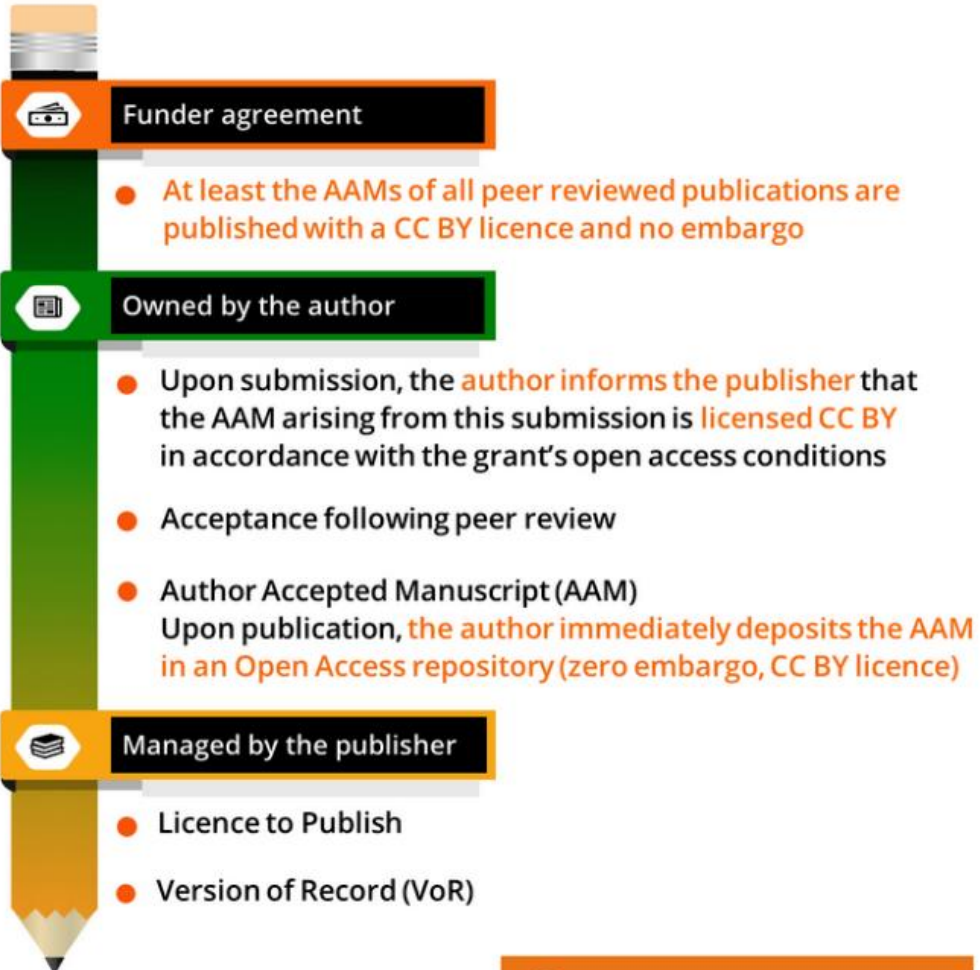 Funder agreement
At least the AAMs of all peer reviewed publications are
published with a CC BY licence and no embargo
Owned by the author
Upon submission, the author informs the publisher that
the AAM arising from this submission is licensed CC BY
in accordance with the grant's open access conditions
Acceptance following peer review
Author Accepted Manuscript (AAM)
Upon publication, the author immediately deposits the AAM
in an Open Access repository (zero embargo, CC BY licence)
Managed by the publisher
Licence to Publish
Version of Record (VoR)